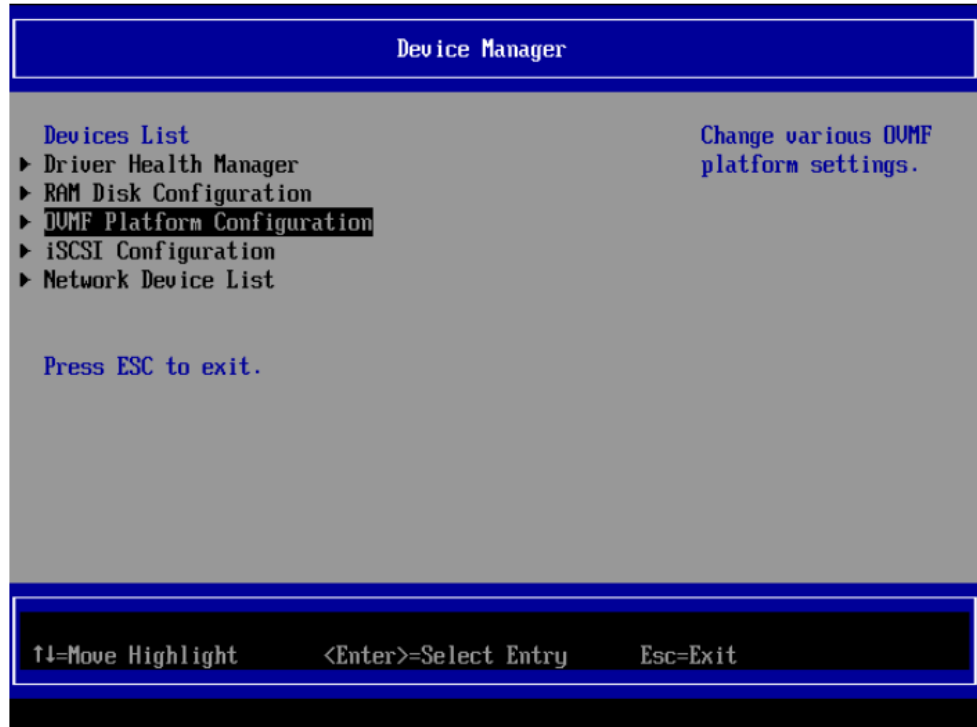 Device Manager
Devices List
Driver Health Manager
RAM Disk Configuration
OVMF Platform Configuration
iSCSI Configuration
Network Device List
Press ESC to exit.
Change various OVMF
platform settings.
↑↓=Move Highlight <Enter>=Select Entry Esc=Exit